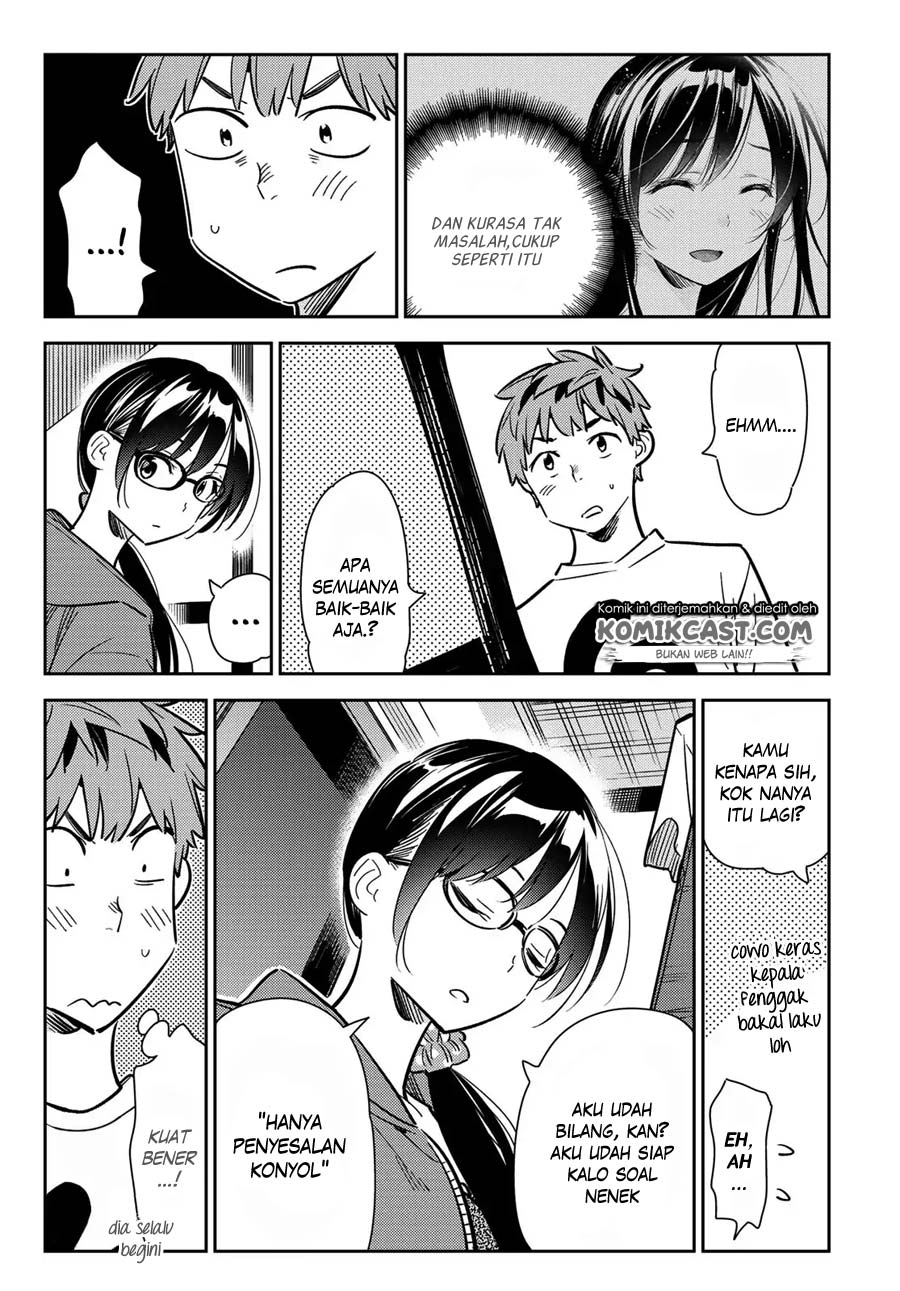 DAN KURASA TAK
MASALAH,CUKUP
SEPERTI ITU
....!
EHMM....
APA
SEMUANYA
BAIK-BAIK
AJA.?
Komik ini diterjemahkan & diedit oleh
KOMIKCAST.COM
BUKAN WEB LAIN!!
...
KAMU
KENAPA SIH,
KOK NANYA
ITU LAGI?
cowo keras
kepala
Penggak
bakal laku
loh
EH,
AH
...
AKU UDAH
BILANG, KAN?
AKU UDAH SIAP
KALO SOAL
NENEK
"HANYA
PENYESALAN
KONYOL"
KUAT
BENER
....!
dia selalu
begini